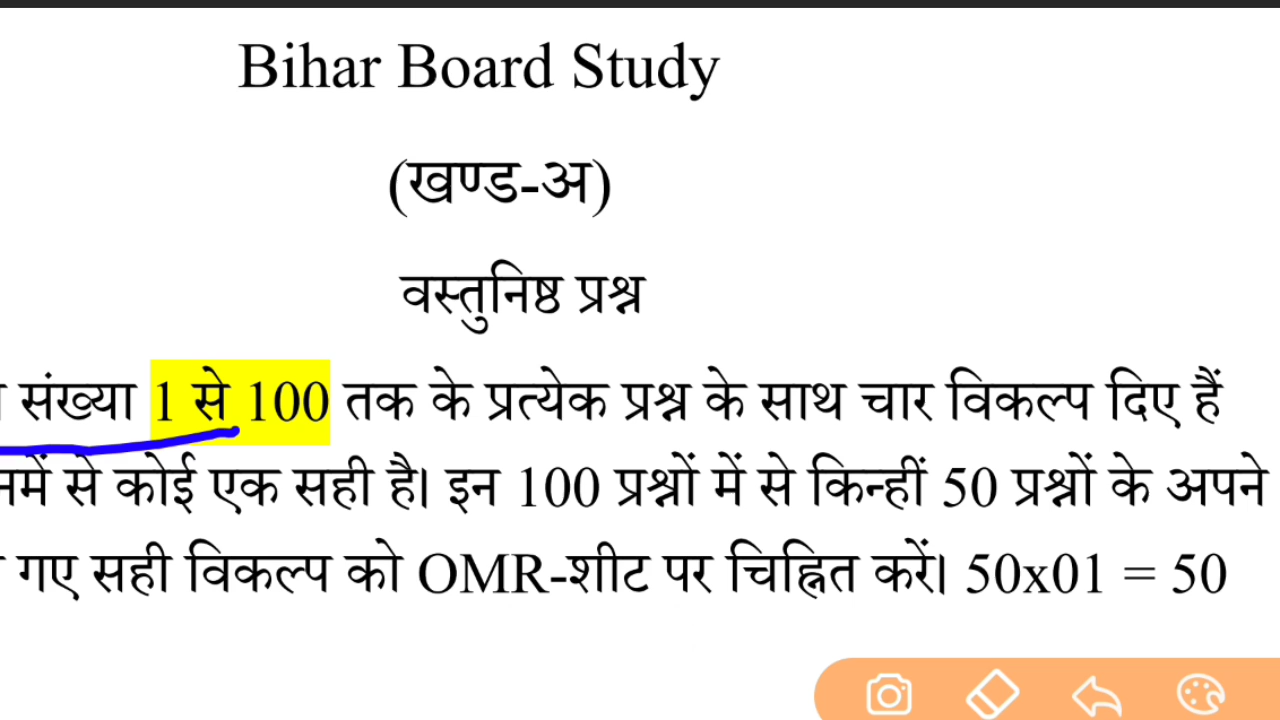 Bihar Board Study
(खण्ड-अ)
वस्तुनिष्ठ प्रश्न
संख्या 1 से 100 तक के प्रत्येक प्रश्न के साथ चार विकल्प दिए हैं
में से कोई एक सही है। इन 100 प्रश्नों में से किन्हीं 50 प्रश्नों के अपने
गए सही विकल्प को OMR-शीट पर चिह्नित करें। 50x01 = 50